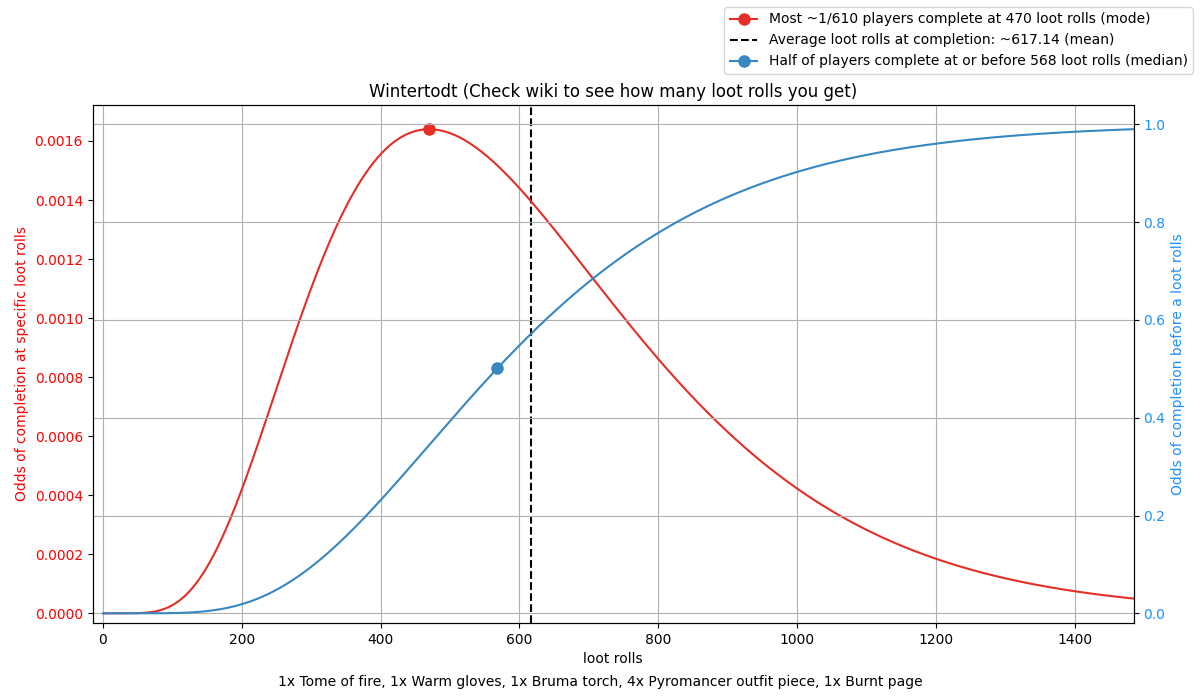 Most ~1/610 players complete at 470 loot rolls (mode)
Average loot rolls at completion: ~617.14 (mean)
Half of players complete at or before 568 loot rolls (median)
Wintertodt (Check wiki to see how many loot rolls you get)
Odds of completion at specific loot rolls
0.0016
0.0014
0.0012
0.0010
0.0008
0.0006
0.0004
0.0002
0.0000
1.0
0.8
0.6
0.4
0.2
0.0
Odds of completion before a loot rolls
0 200 400 600 800 1000 1200 1400
loot rolls
1x Tome of fire, 1x Warm gloves, 1x Bruma torch, 4x Pyromancer outfit piece, 1x Burnt page